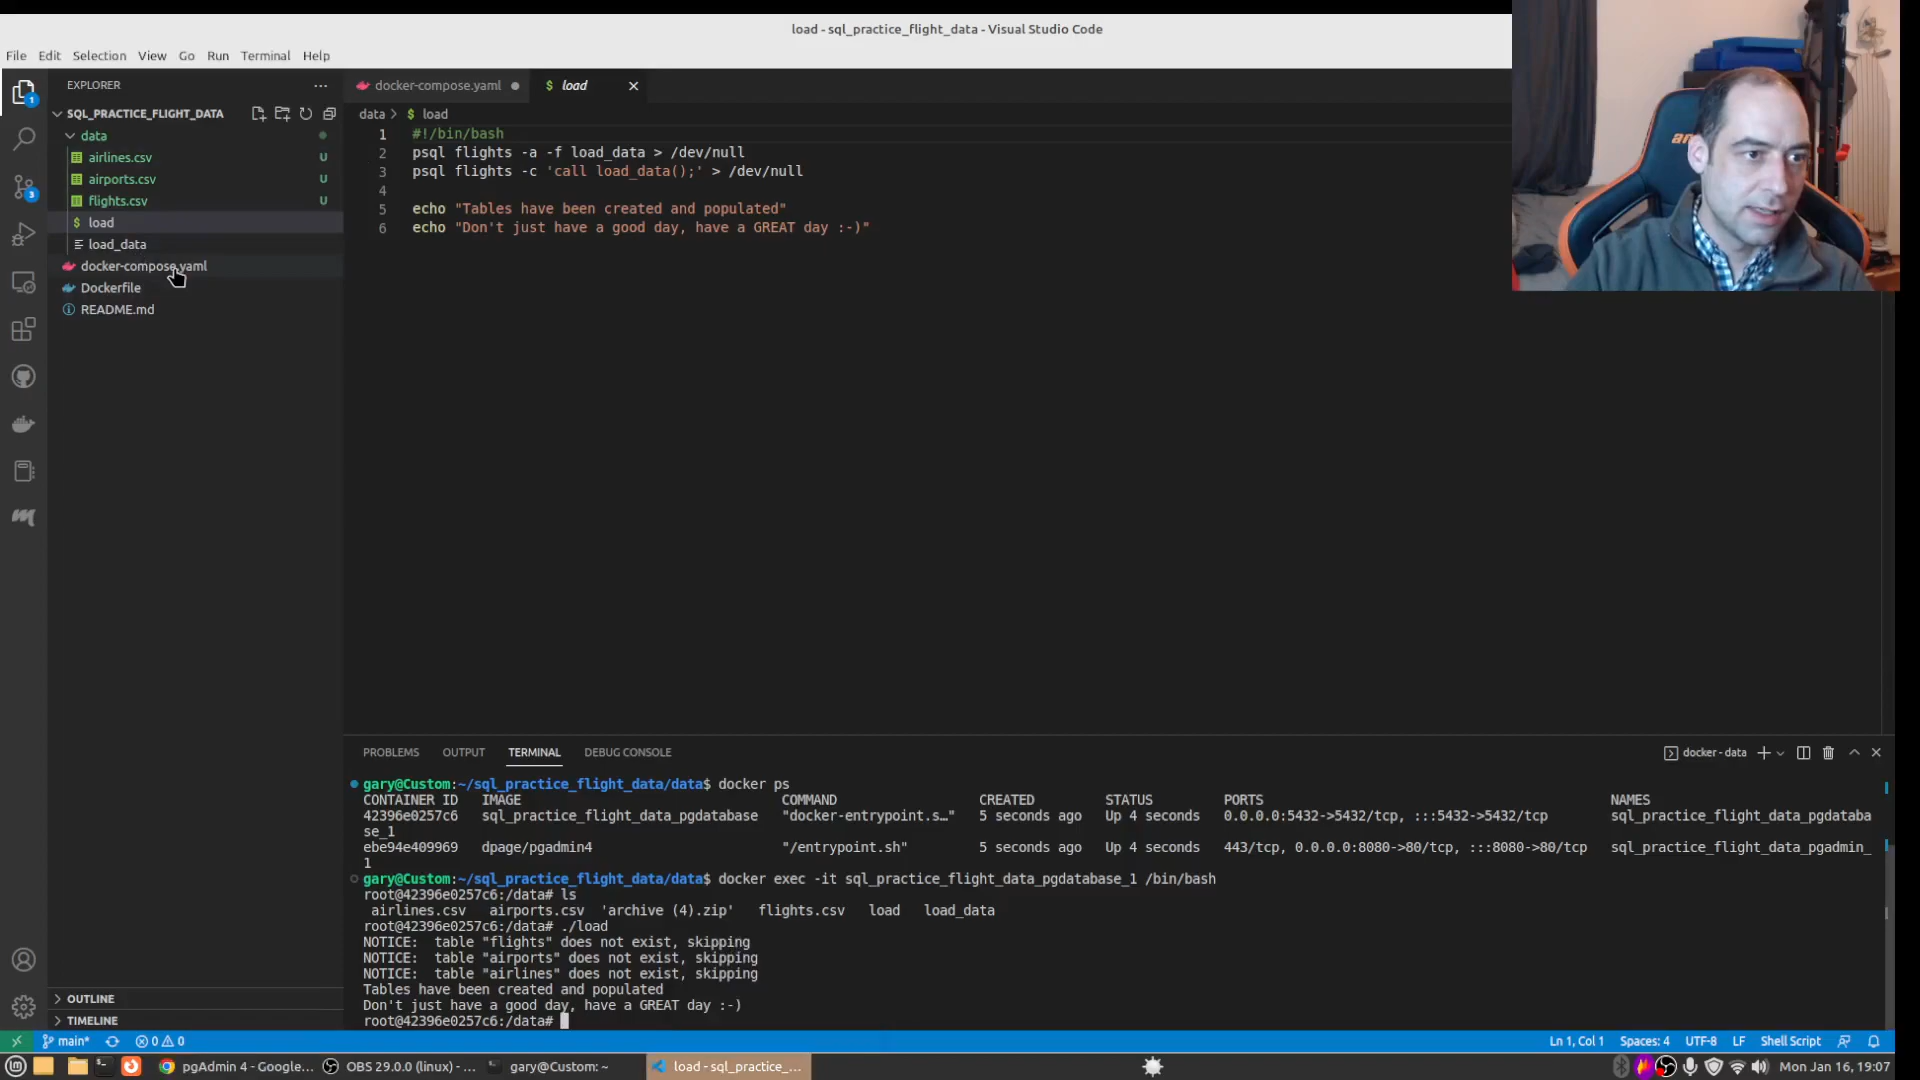 load - sql_practice_flight_data - Visual Studio Code
File Edit Selection View Go Run Terminal Help
EXPLORER
SQL_PRACTICE_FLIGHT_DATA
data
airlines.csv U
airports.csv U
flights.csv U
$ load
load_data
docker-compose.yaml
Dockerfile
README.md
1
3
docker-compose.yaml
$ load
data > $ load
1 #!/bin/bash
2 psql flights -a -f load_data > /dev/null
3 psql flights -c 'call load_data();' > /dev/null
4
5 echo "Tables have been created and populated"
6 echo "Don't just have a good day, have a GREAT day :-)"
PROBLEMS OUTPUT TERMINAL DEBUG CONSOLE
docker - data
gary@Custom:~/sql_practice_flight_data/data$ docker ps
CONTAINER ID IMAGE COMMAND CREATED STATUS PORTS NAMES
42396e0257c6 sql_practice_flight_data_pgdatabase "docker-entrypoint.s…" 5 seconds ago Up 4 seconds 0.0.0.0:5432->5432/tcp, :::5432->5432/tcp sql_practice_flight_data_pgdataba
se_1
ebe94e409969 dpage/pgadmin4 "/entrypoint.sh" 5 seconds ago Up 4 seconds 443/tcp, 0.0.0.0:8080->80/tcp, :::8080->80/tcp sql_practice_flight_data_pgadmin_
1
gary@Custom:~/sql_practice_flight_data/data$ docker exec -it sql_practice_flight_data_pgdatabase_1 /bin/bash
root@42396e0257c6:/data# ls
airlines.csv airports.csv 'archive (4).zip' flights.csv load load_data
root@42396e0257c6:/data# ./load
NOTICE: table "flights" does not exist, skipping
NOTICE: table "airports" does not exist, skipping
NOTICE: table "airlines" does not exist, skipping
Tables have been created and populated
Don't just have a good day, have a GREAT day :-)
root@42396e0257c6:/data#
OUTLINE
TIMELINE
main* 0 0
Ln 1, Col 1 Spaces: 4 UTF-8 LF Shell Script
pgAdmin 4 - Google...
OBS 29.0.0 (linux) - ...
gary@Custom: ~
load - sql_practice_...
Mon Jan 16, 19:07